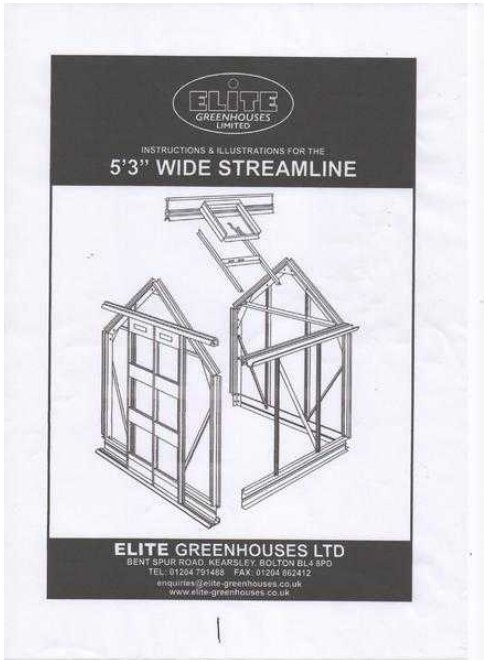 ELiTE
GREENHOUSES
LIMITED
INSTRUCTIONS & ILLUSTRATIONS FOR THE
5'3" WIDE STREAMLINE
ELITE GREENHOUSES LTD
BENT SPUR ROAD, KEARSLEY, BOLTON BL4 8PD
TEL: 01204 791488 FAX: 01204 862412
enquiries@elite-greenhouses.co.uk
www.elite-greenhouses.co.uk
1